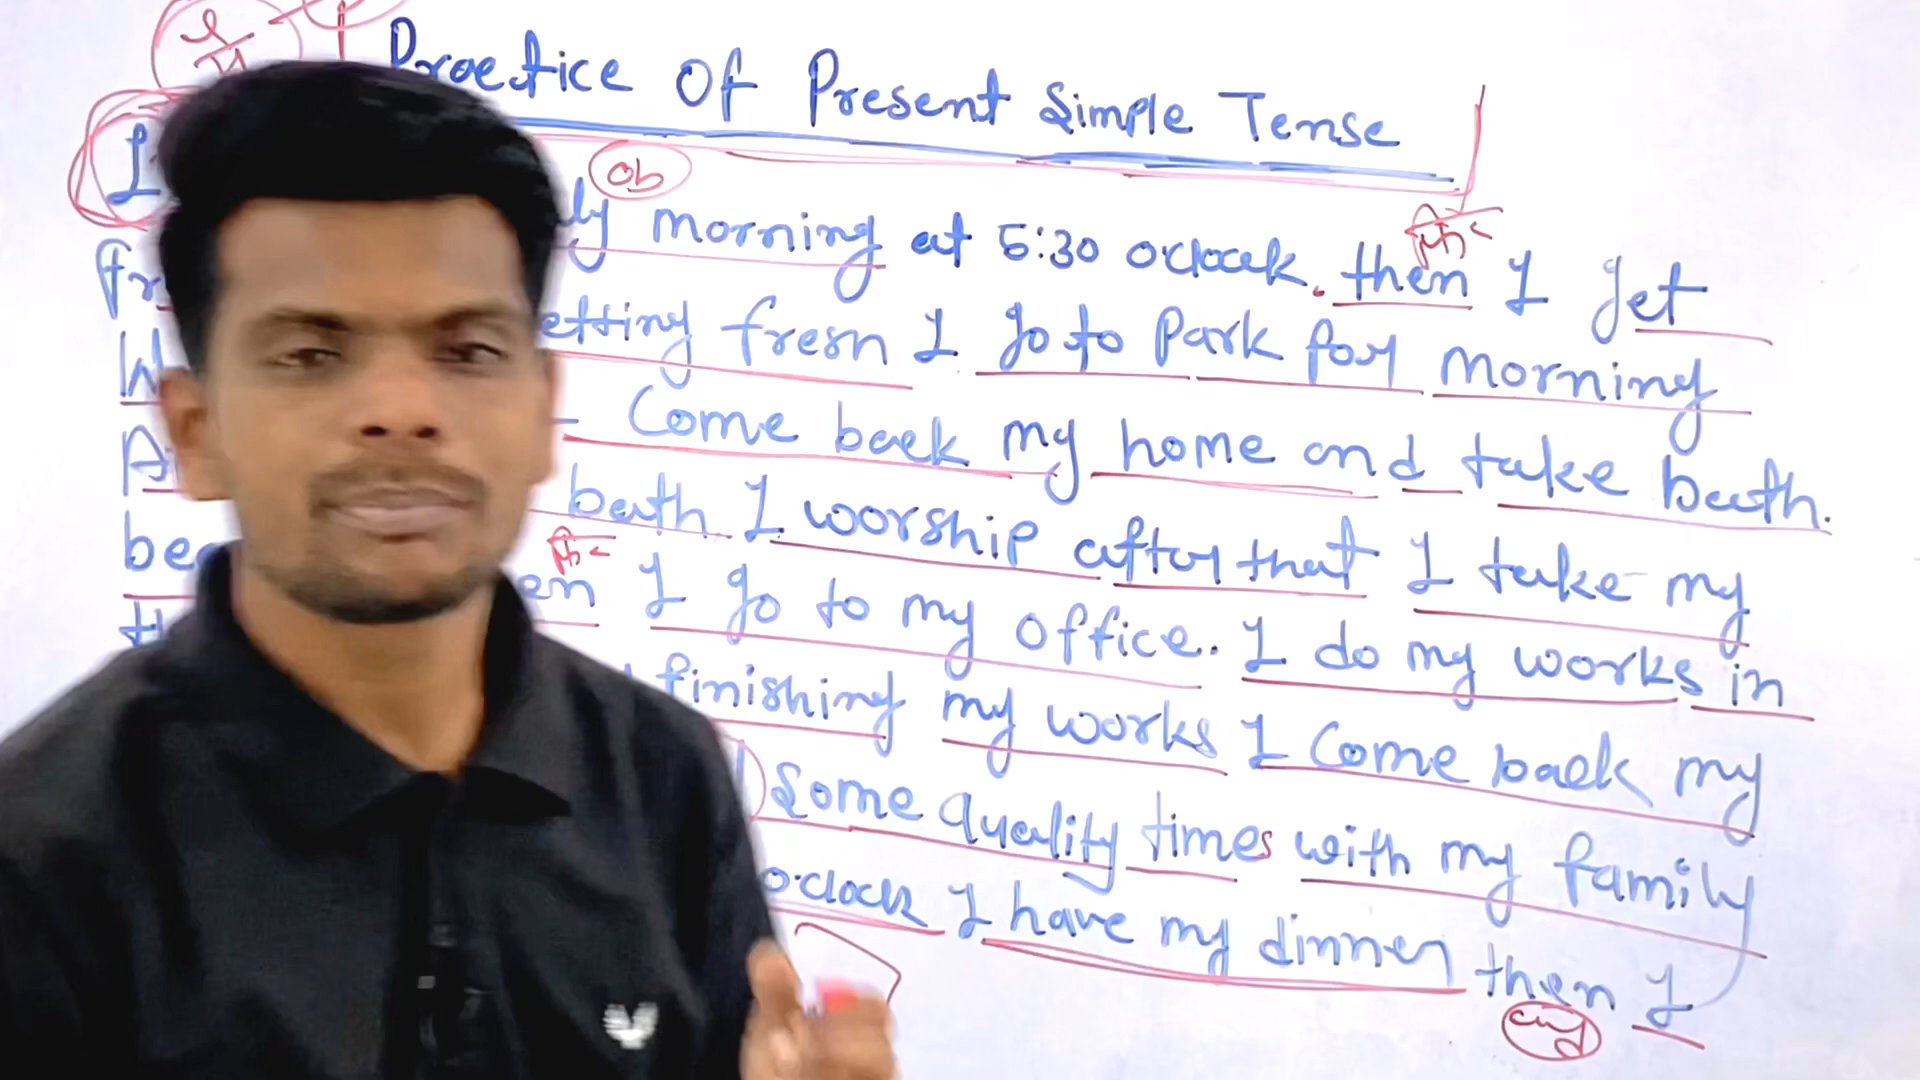 Practice Of Present Simple Tense
I ly morning at 5:30 o'clock. then I get
fr etting fresh I go to Park for morning
W Come back my home and take bath.
bath I worship after that I take my
en I go to my office. I do my works in
finishing my works I Come back my
Some quality times with my family
o'clock I have my dinner then I
and